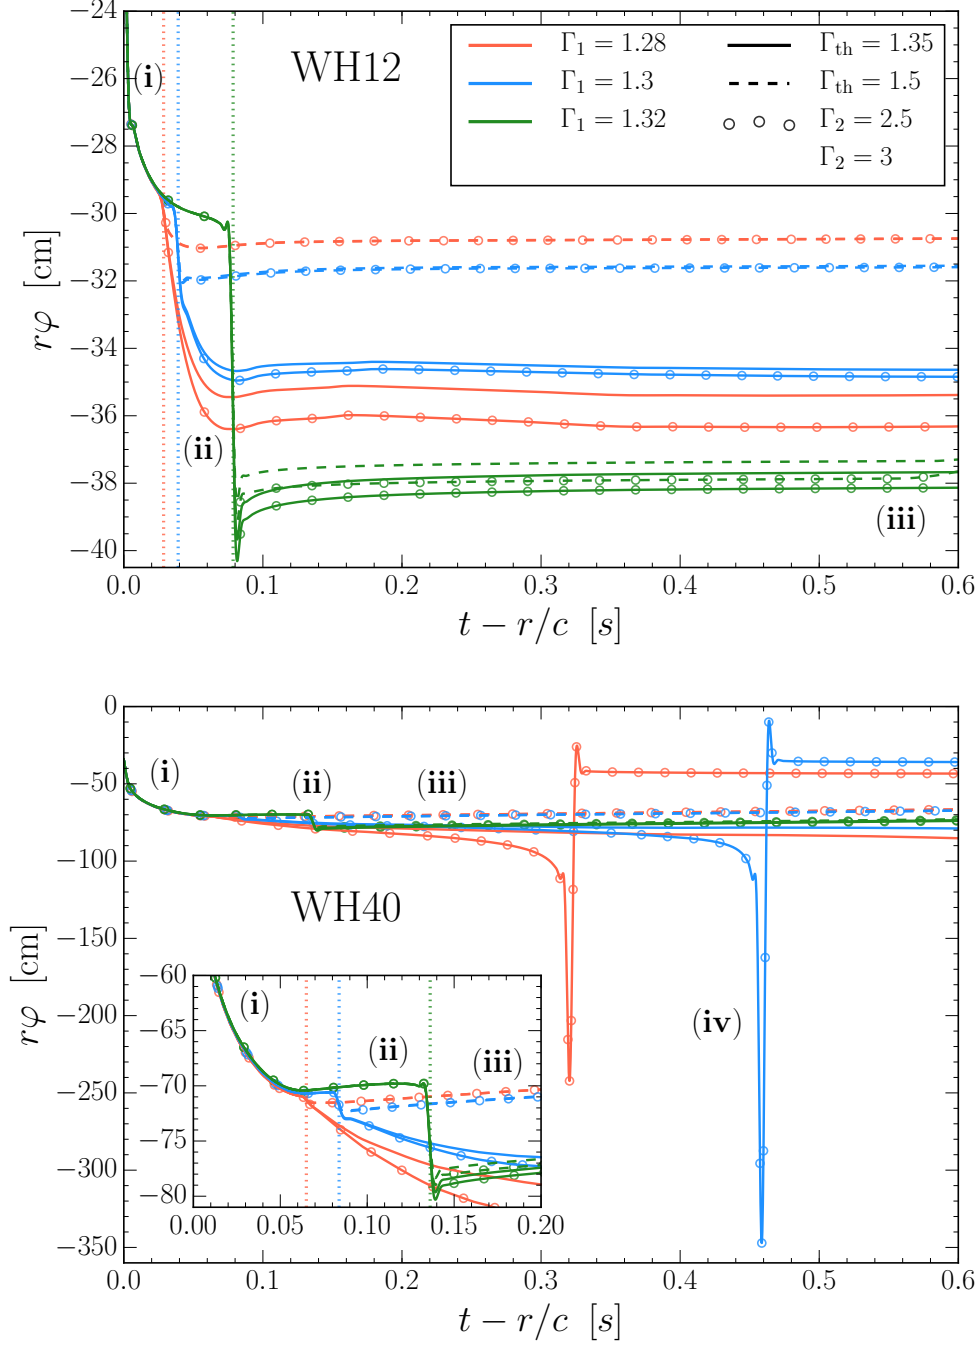 WH12
Γ₁ = 1.28
Γ₁ = 1.3
Γ₁ = 1.32
Γth = 1.35
Γth = 1.5
Γ₂ = 2.5
Γ₂ = 3
(i)
(ii)
(iii)
−24
−26
−28
−30
−32
−34
−36
−38
−40
rφ [cm]
0.0 0.1 0.2 0.3 0.4 0.5 0.6
t − r/c [s]
0
−50
−100
−150
−200
−250
−300
−350
rφ [cm]
(i)
(ii)
(iii)
WH40
(iv)
−60
−65
−70
−75
−80
(i)
(ii)
(iii)
0.00 0.05 0.10 0.15 0.20
0.0 0.1 0.2 0.3 0.4 0.5 0.6
t − r/c [s]